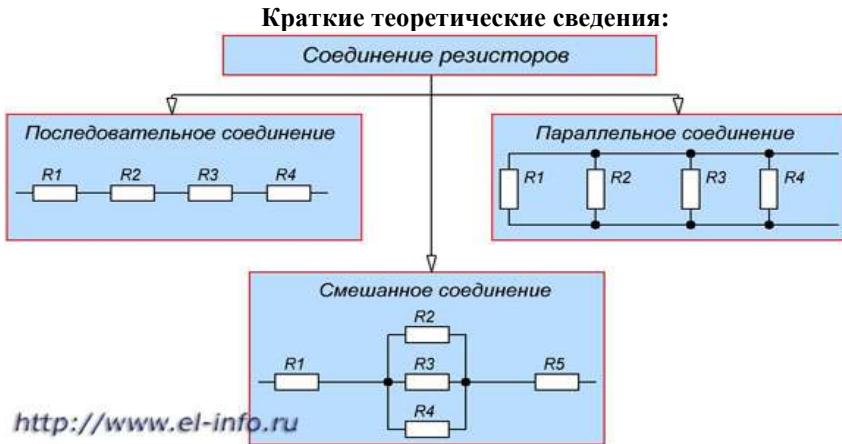 Краткие теоретические сведения:
Соединение резисторов
Последовательное соединение
R1 R2 R3 R4
Параллельное соединение
R1 R2 R3 R4
Смешанное соединение
R2
R1 R3 R5
R4
http://www.el-info.ru